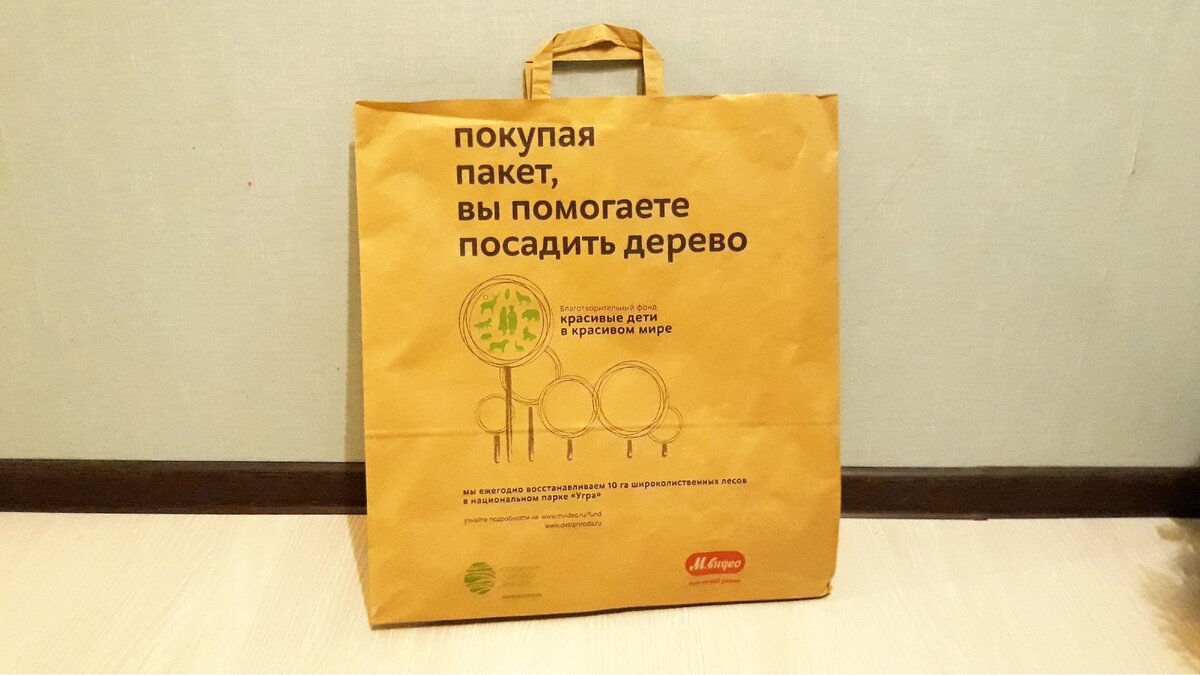 покупая
пакет,
вы помогаете
посадить дерево
Благотворительный фонд
красивые дети
в красивом мире
мы ежегодно восстанавливаем 10 га широколиственных лесов
в национальном парке «Угра»
узнайте подробности на www.mvideo.ru/fund
www.detipriroda.ru
М.видео